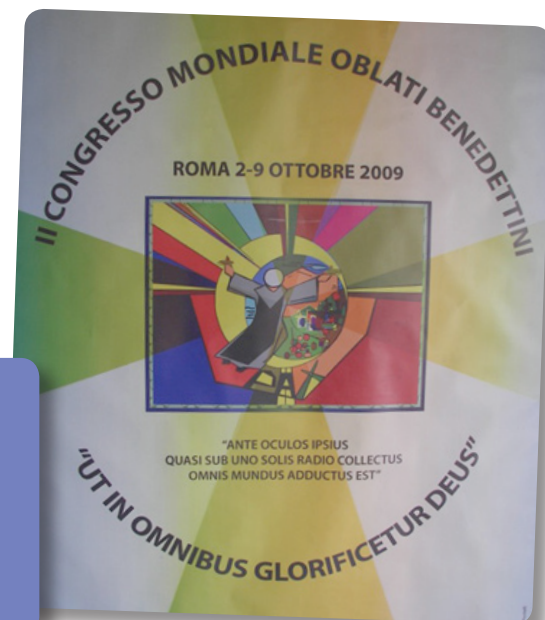 II CONGRESSO MONDIALE OBLATI BENEDETTINI
ROMA 2-9 OTTOBRE 2009
PAX
"ANTE OCULOS IPSIUS
QUASI SUB UNO SOLIS RADIO COLLECTUS
OMNIS MUNDUS ADDUCTUS EST"
"UT IN OMNIBUS GLORIFICETUR DEUS"